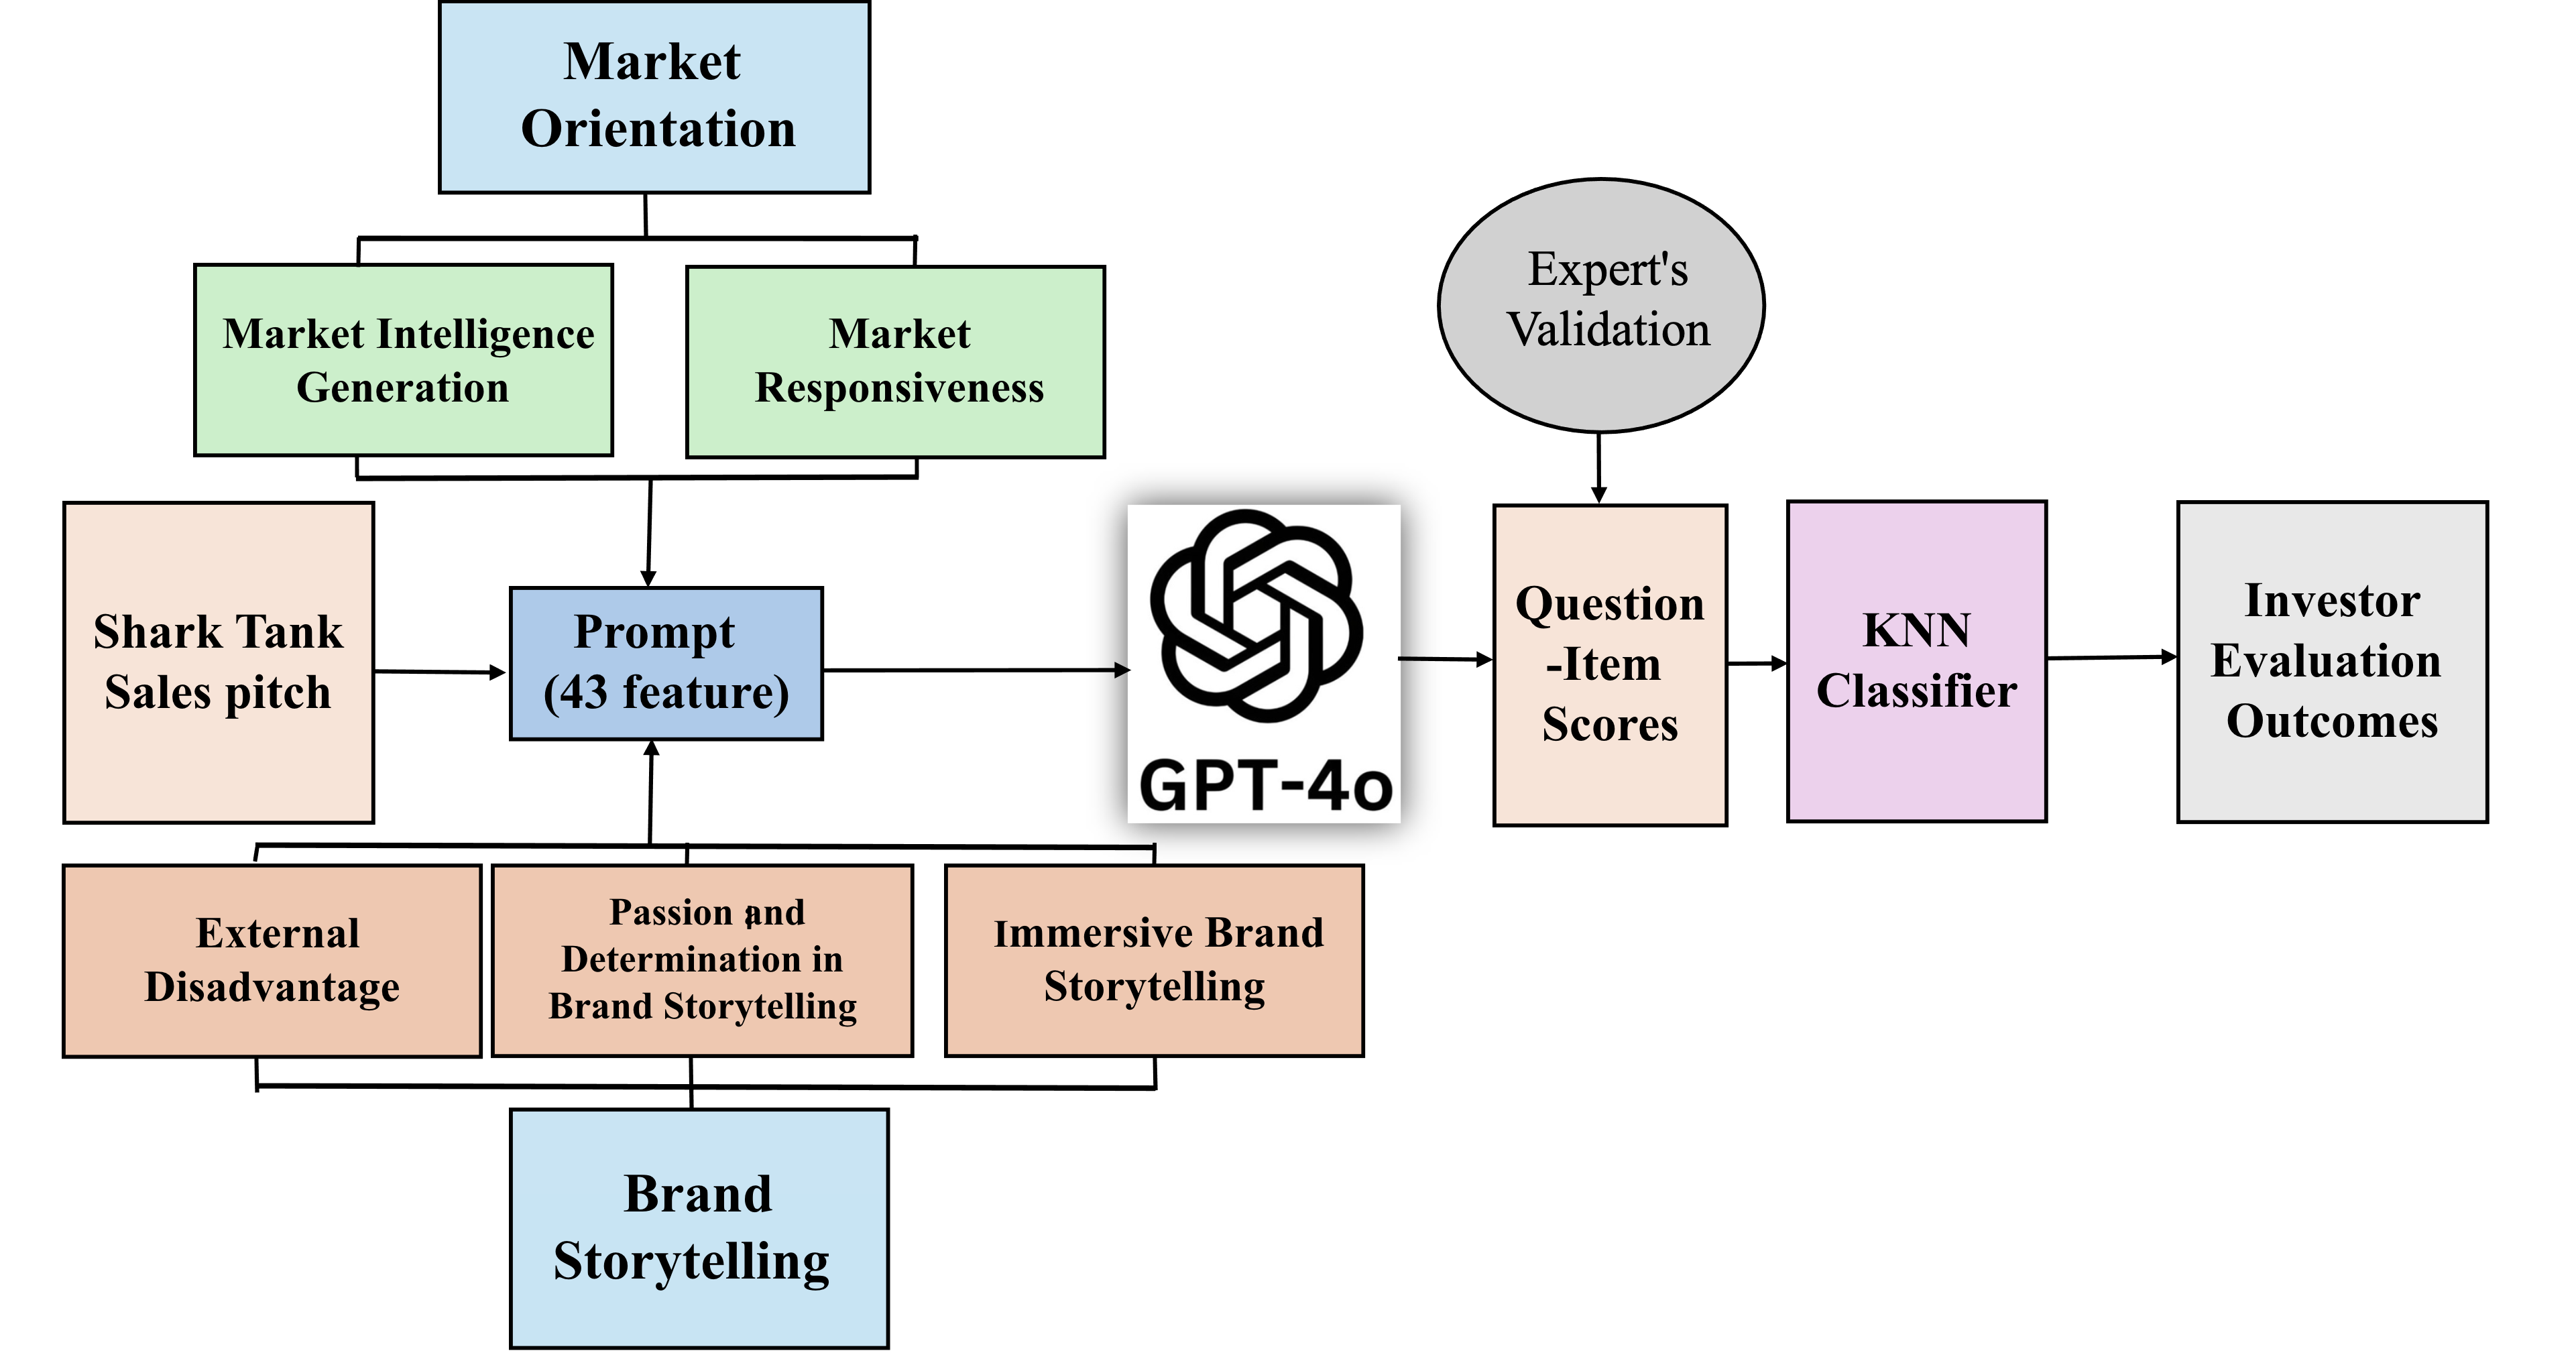 Market
Orientation
Market Intelligence
Generation
Market
Responsiveness
Expert's
Validation
Shark Tank
Sales pitch
Prompt
(43 feature)
GPT-4o
Question
-Item
Scores
KNN
Classifier
Investor
Evaluation
Outcomes
External
Disadvantage
Passion and
Determination in
Brand Storytelling
Immersive Brand
Storytelling
Brand
Storytelling